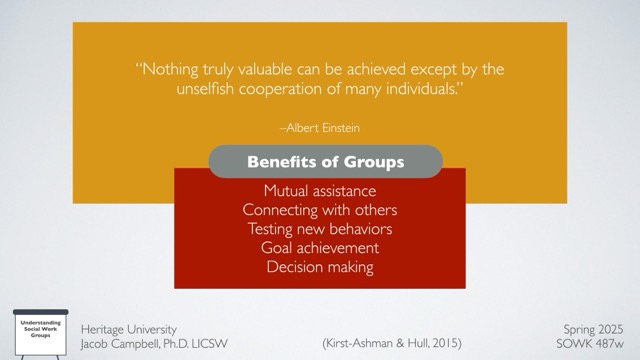 “Nothing truly valuable can be achieved except by the
unselfish cooperation of many individuals.”
–Albert Einstein
Benefits of Groups
Mutual assistance
Connecting with others
Testing new behaviors
Goal achievement
Decision making
Understanding
Social Work
Groups
Heritage University
Jacob Campbell, Ph.D. LICSW
(Kirst-Ashman & Hull, 2015)
Spring 2025
SOWK 487w